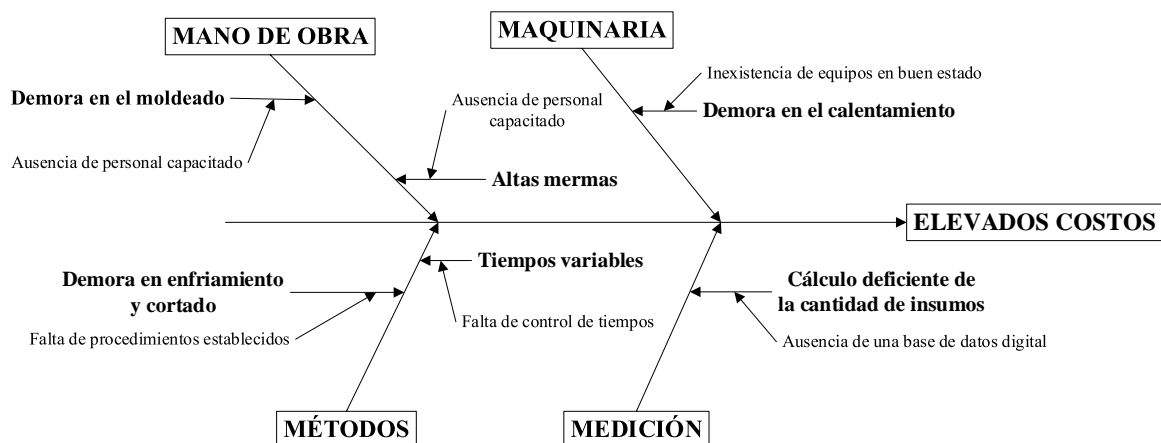 MANO DE OBRA
MAQUINARIA
Inexistencia de equipos en buen estado
Demora en el moldeado
Ausencia de personal
capacitado
Demora en el calentamiento
Ausencia de personal capacitado
Altas mermas
ELEVADOS COSTOS
Tiempos variables
Demora en enfriamiento
y cortado
Cálculo deficiente de
la cantidad de insumos
Falta de control de tiempos
Falta de procedimientos establecidos
Ausencia de una base de datos digital
MÉTODOS
MEDICIÓN